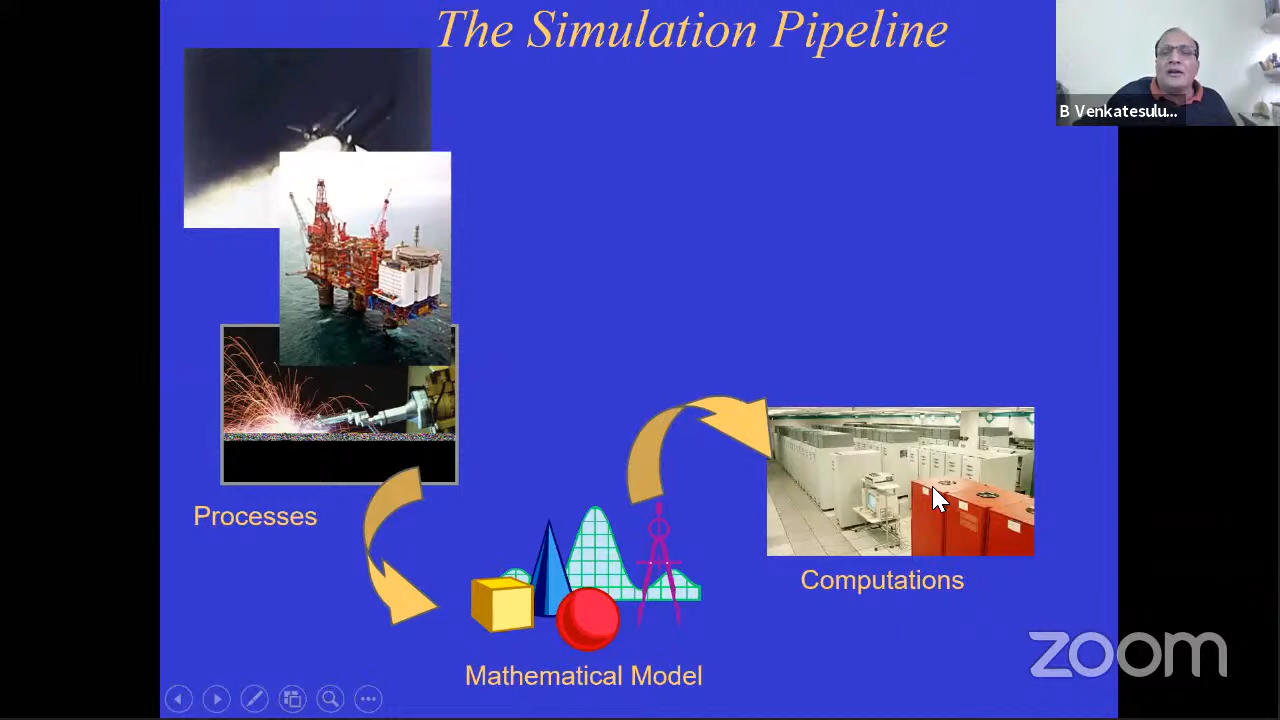 The Simulation Pipeline
B Venkatesulu...
Processes
Computations
Mathematical Model
zoom